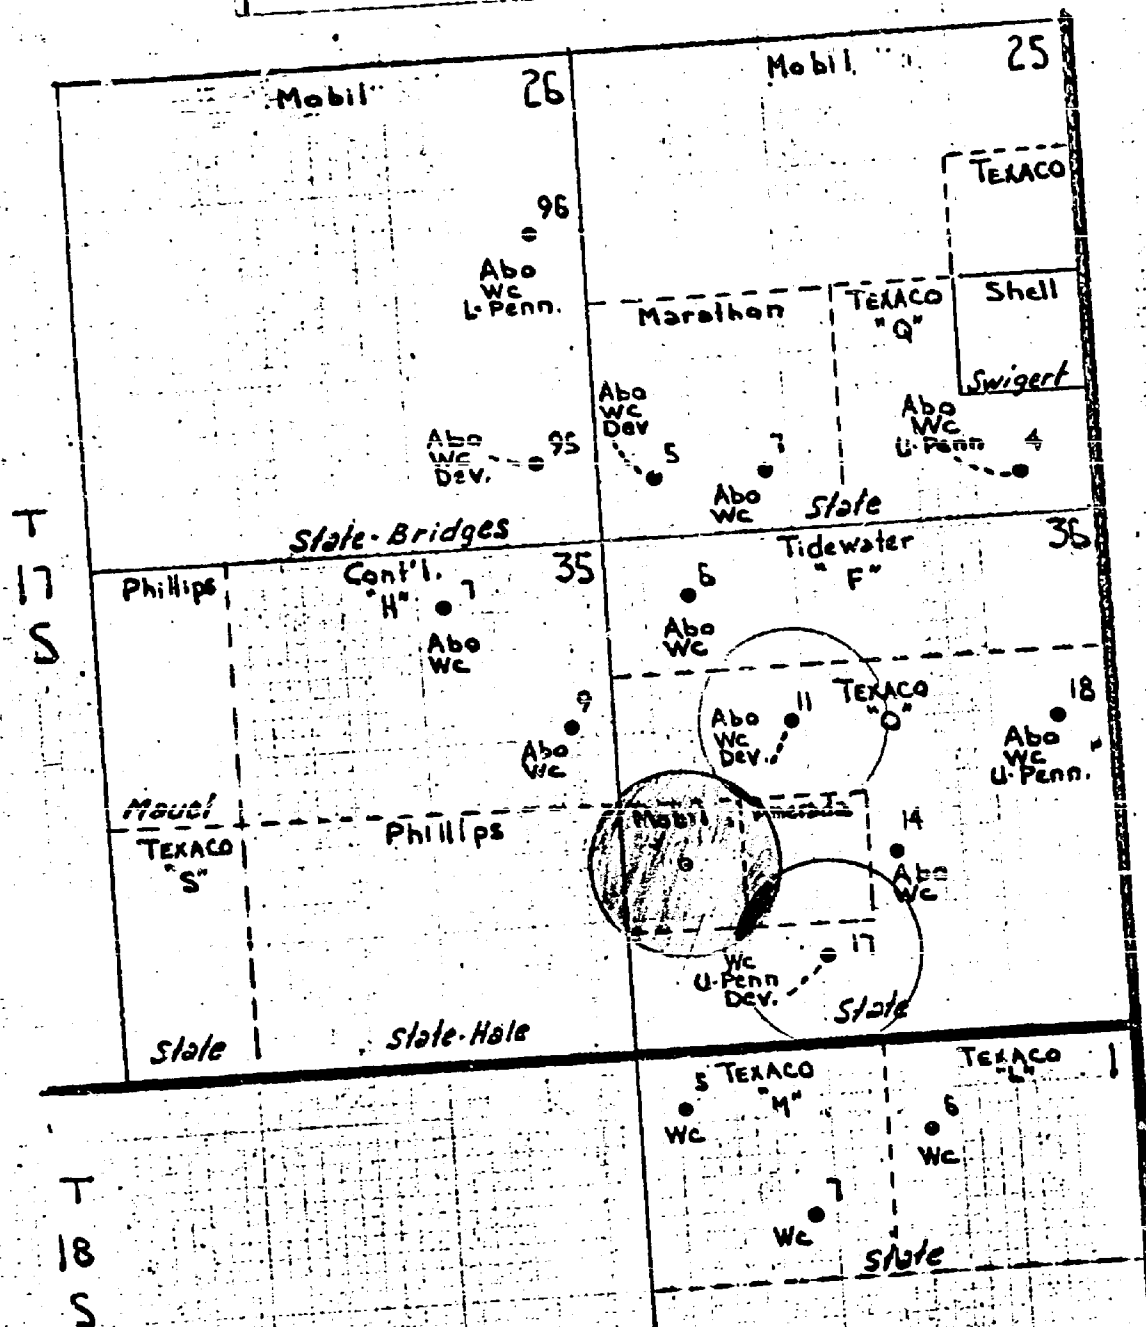 Mobil
26
Mobil
25
TEXACO
96
Abo
Wc
L-Penn.
Marathon
TEXACO
"Q"
Shell
Swigert
Abo
Wc
Dev
5
7
Abo
Wc
Abo
Wc
U-Penn
4
Abo
Wc
Dev.
95
State
State-Bridges
T
17
S
Phillips
Cont'l.
"H"
7
35
Abo
Wc
Tidewater
"F"
36
6
Abo
Wc
9
Abo
Wc
TEXACO
"O"
11
Abo
Wc
Dev.
18
Abo
Wc
U-Penn.
Mauel
TEXACO
"S"
Phillips
Mobil
14
Abo
Wc
17
Wc
U-Penn
Dev.
State
State
State-Hale
5
TEXACO
"M"
Wc
TEXACO
"L"
1
6
Wc
7
Wc
State
T
18
S